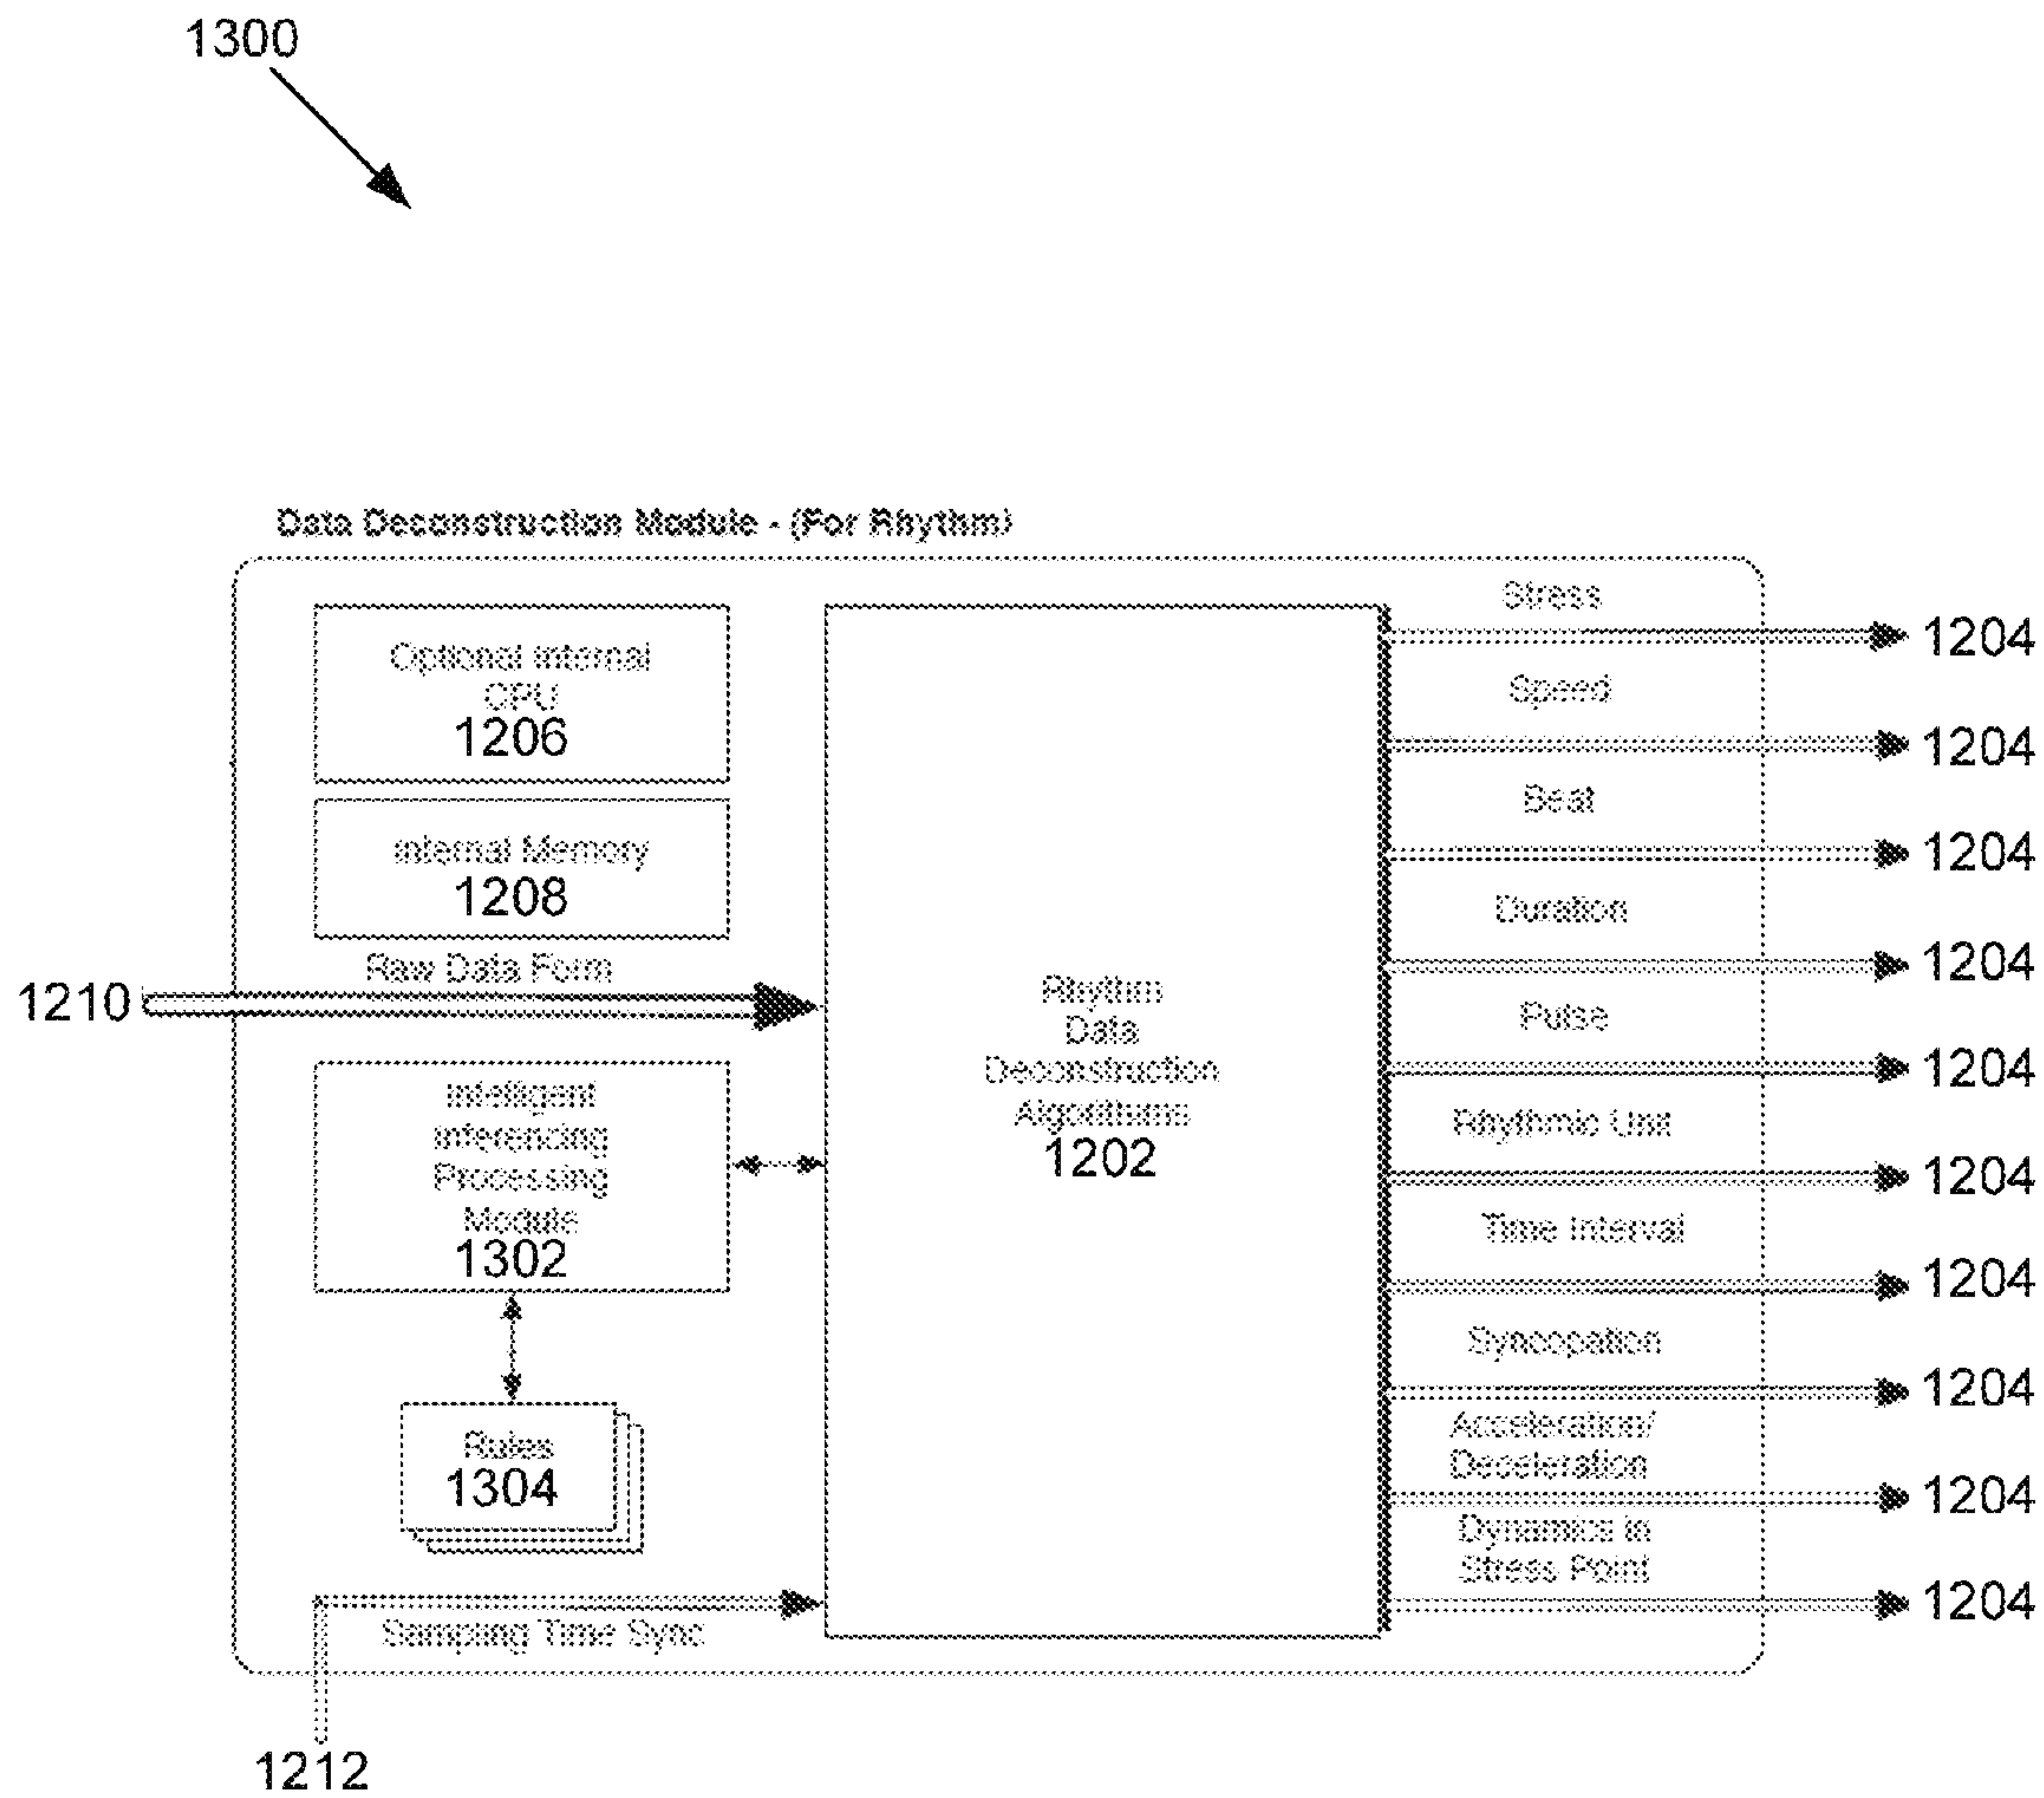 1300
Data Deconstruction Module - (For Rhythm)
Optional Internal
CPU
1206
Internal Memory
1208
Raw Data Form
1210
Intelligent
Inferencing
Processing
Module
1302
Rules
1304
Sampling Time Sync
1212
Rhythm
Data
Deconstruction
Algorithms
1202
Stress
1204
Speed
1204
Beat
1204
Duration
1204
Pulse
1204
Rhythmic Unit
1204
Time Interval
1204
Syncopation
1204
Acceleration/
Deceleration
1204
Dynamics in
Stress Point
1204